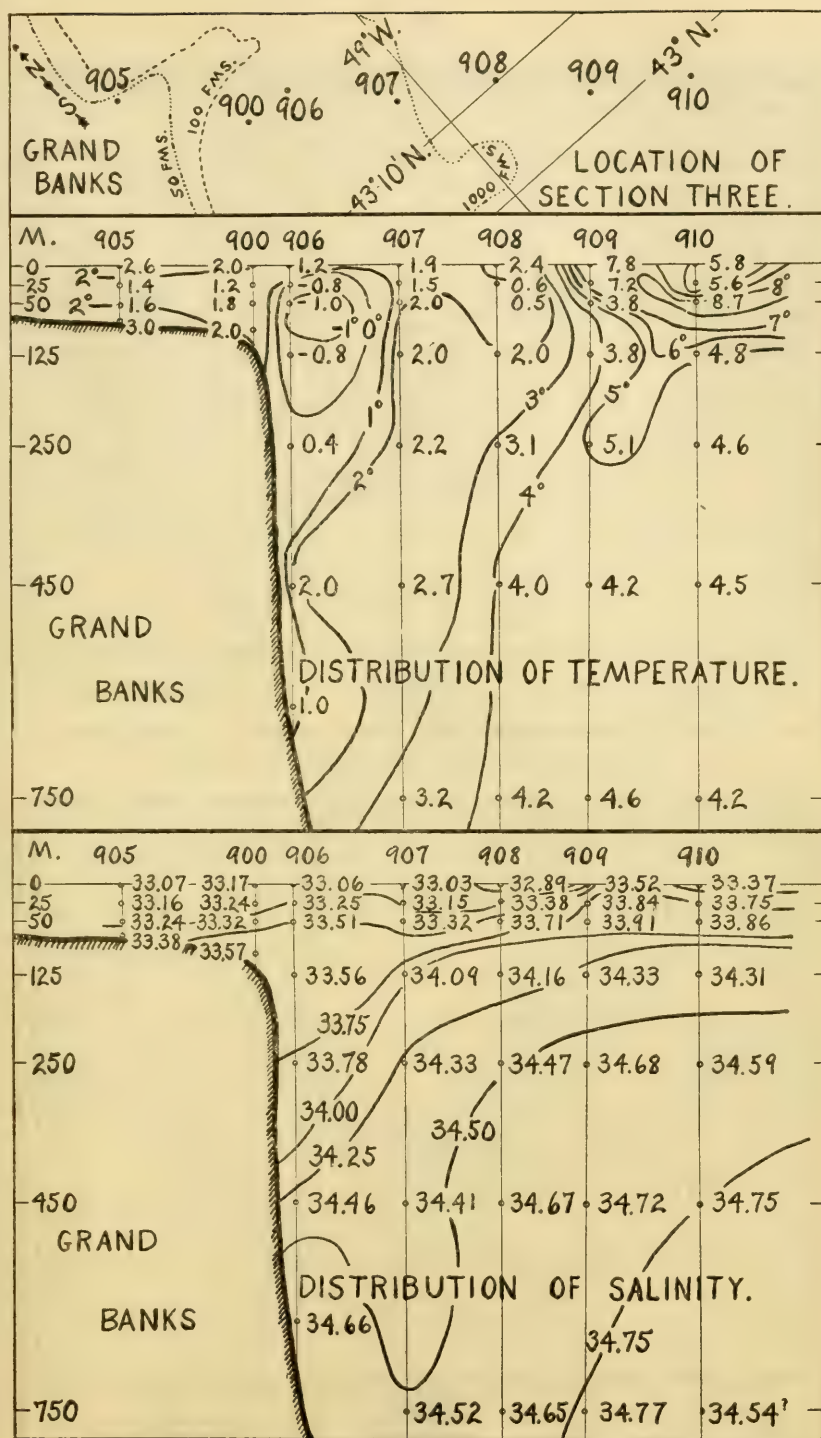 49° W.
43° N.
N
S
905
900
906
907
908
909
910
100 FMS.
50 FMS.
1000 FMS
43° 10' N.
GRAND
BANKS
LOCATION OF
SECTION THREE.
M. 905 900 906 907 908 909 910
0 2.6 2.0 1.2 1.9 2.4 7.8 5.8
25 2° 1.4 1.2 -0.8 1.5 0.6 7.2 5.6 8°
50 2° 1.6 1.8 -1.0 2.0 0.5 3.8 8.7
3.0 2.0 -1° 0° 7°
125 -0.8 2.0 2.0 3.8 6° 4.8
1° 3° 5°
250 0.4 2.2 3.1 5.1 4.6
2° 4°
450 2.0 2.7 4.0 4.2 4.5
GRAND
BANKS
DISTRIBUTION OF TEMPERATURE.
1.0
750 3.2 4.2 4.6 4.2
M. 905 900 906 907 908 909 910
0 33.07 33.17 33.06 33.03 32.89 33.52 33.37
25 33.16 33.24 33.25 33.15 33.38 33.84 33.75
50 33.24 33.32 33.51 33.32 33.71 33.91 33.86
33.38 33.57
125 33.56 34.09 34.16 34.33 34.31
33.75
250 33.78 34.33 34.47 34.68 34.59
34.00 34.50
34.25
450 34.46 34.41 34.67 34.72 34.75
GRAND
BANKS
DISTRIBUTION OF SALINITY.
34.66 34.75
750 34.52 34.65 34.77 34.54?